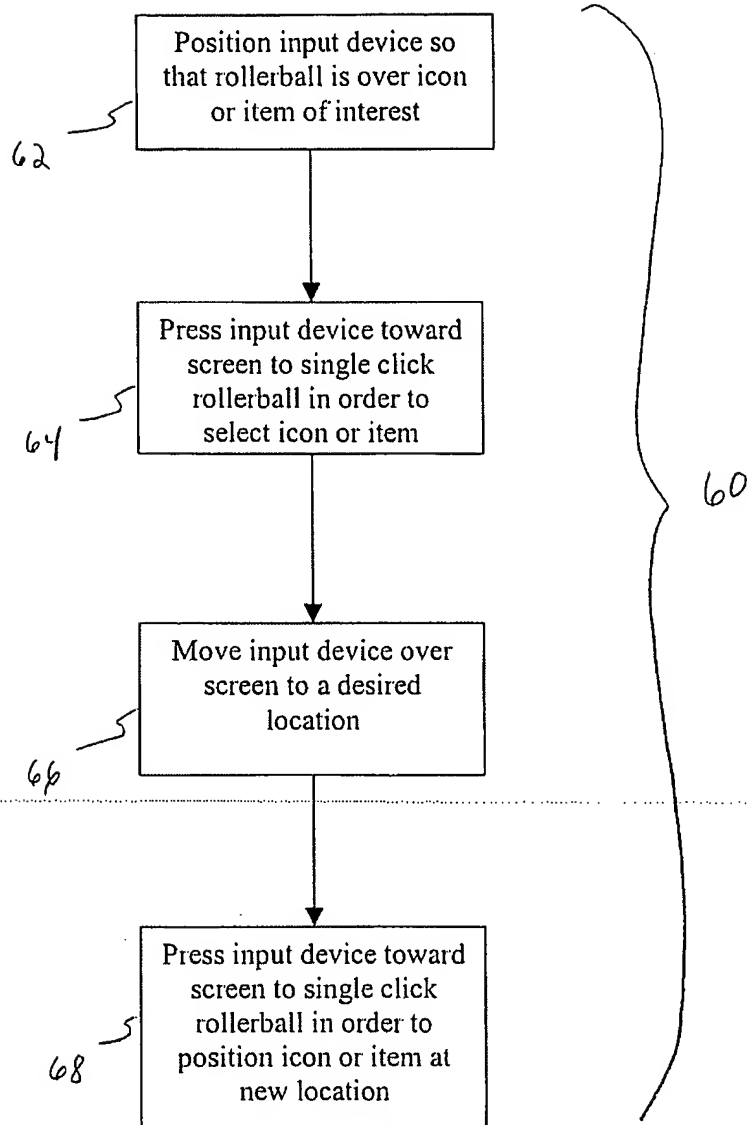 Position input device so
that rollerball is over icon
or item of interest
62
Press input device toward
screen to single click
rollerball in order to
select icon or item
64
60
Move input device over
screen to a desired
location
66
Press input device toward
screen to single click
rollerball in order to
position icon or item at
new location
68